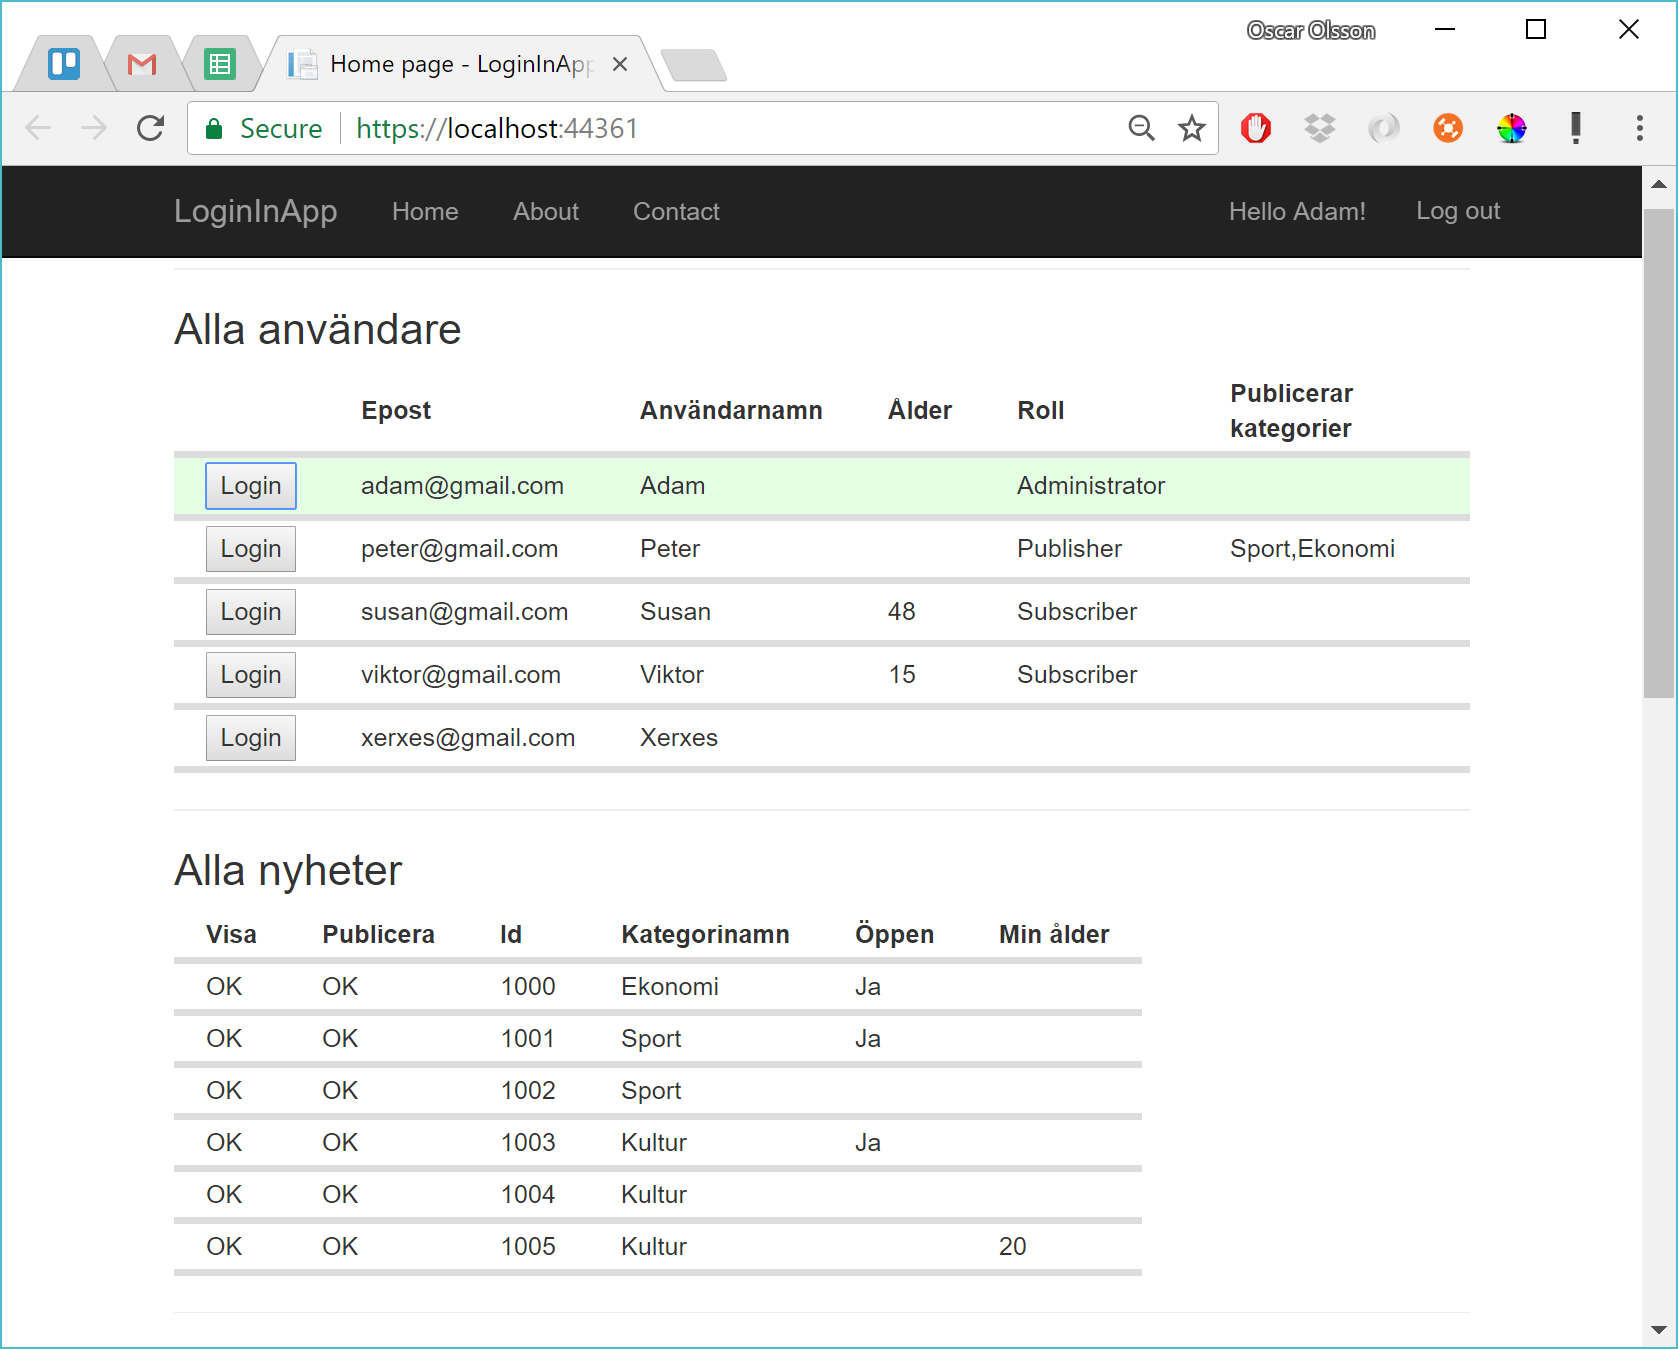 Oscar Olsson
Home page - LoginInApp
Secure https://localhost:44361
LoginInApp Home About Contact Hello Adam! Log out
Alla användare
Epost Användarnamn Ålder Roll Publicerar kategorier
Login adam@gmail.com Adam Administrator
Login peter@gmail.com Peter Publisher Sport,Ekonomi
Login susan@gmail.com Susan 48 Subscriber
Login viktor@gmail.com Viktor 15 Subscriber
Login xerxes@gmail.com Xerxes
Alla nyheter
Visa Publicera Id Kategorinamn Öppen Min ålder
OK OK 1000 Ekonomi Ja
OK OK 1001 Sport Ja
OK OK 1002 Sport
OK OK 1003 Kultur Ja
OK OK 1004 Kultur
OK OK 1005 Kultur 20